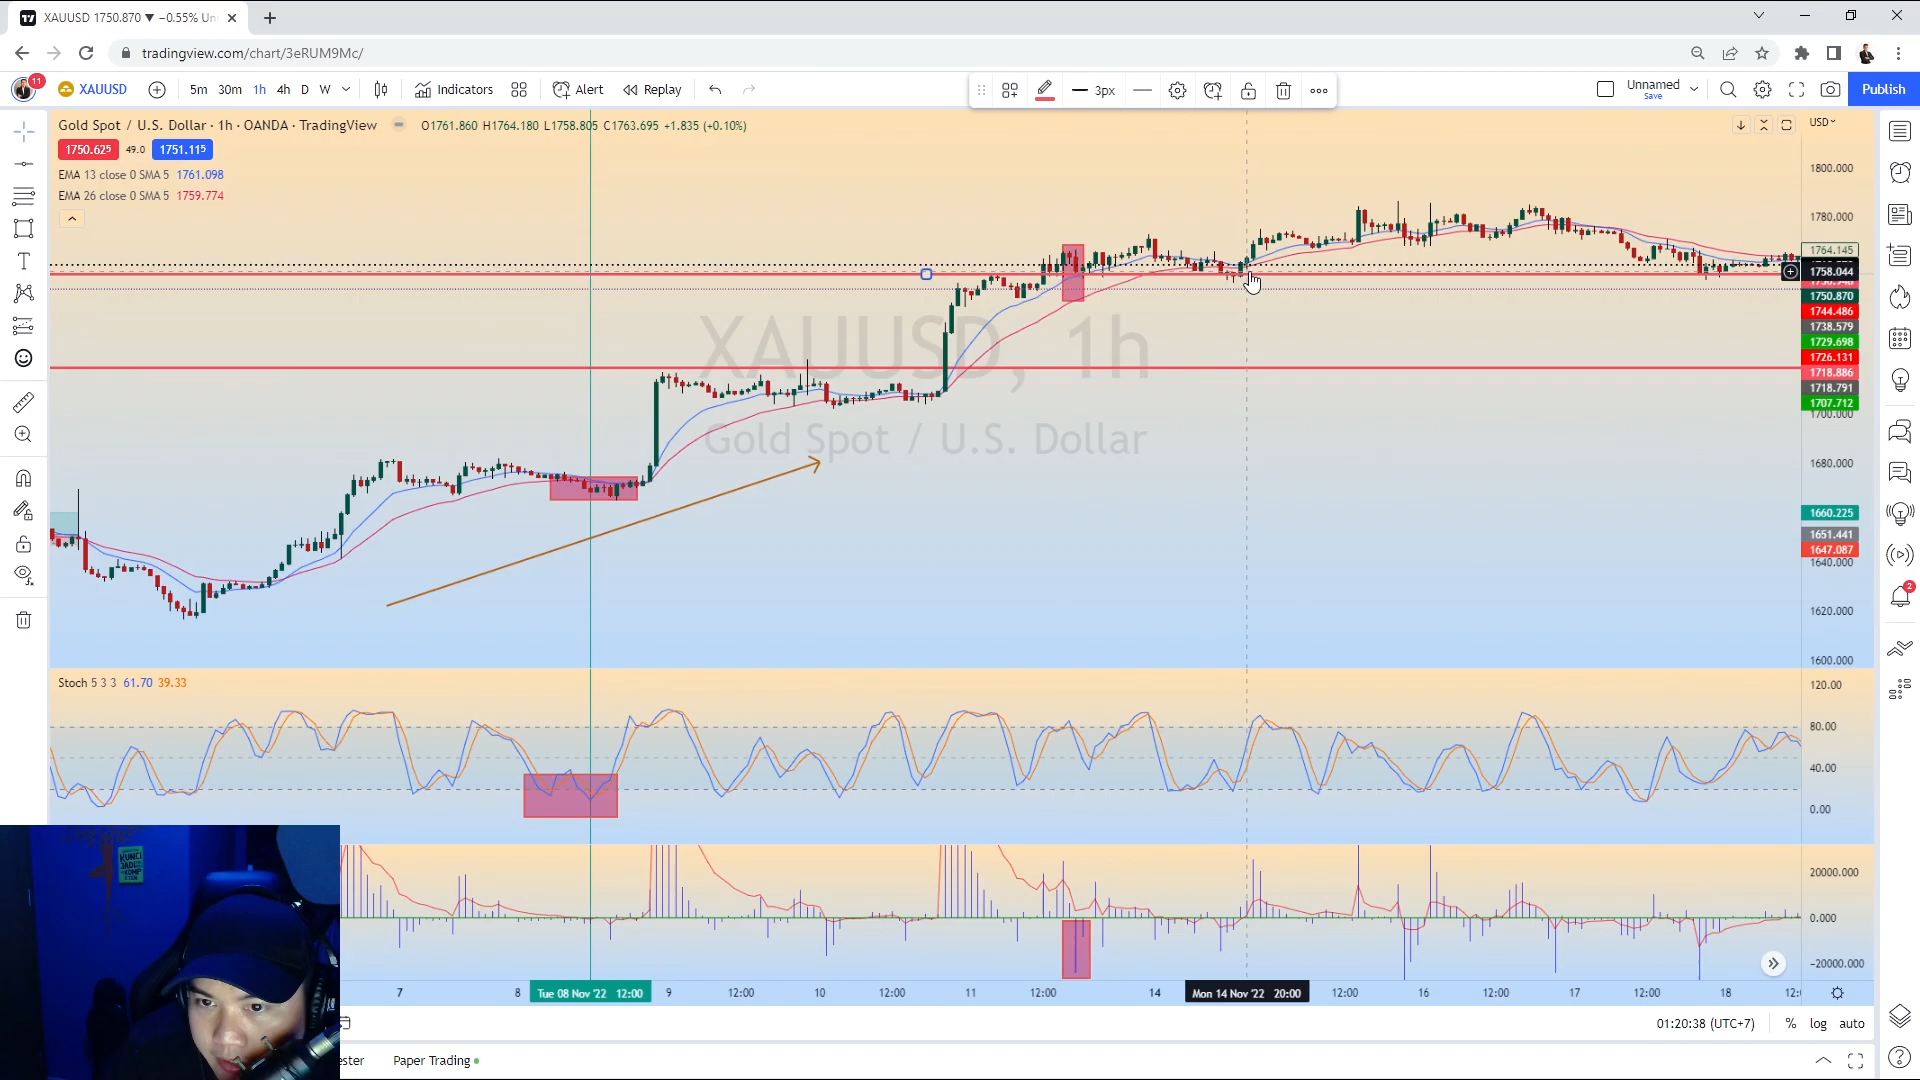 XAUUSD 1750.870 ▼ −0.55% Un
tradingview.com/chart/3eRUM9Mc/
11
XAUUSD
5m 30m 1h 4h D W
Indicators
Alert
Replay
3px
Unnamed
Save
Publish
Gold Spot / U.S. Dollar · 1h · OANDA · TradingView
O1761.860 H1764.180 L1758.805 C1763.695 +1.835 (+0.10%)
USD
1750.625 49.0 1751.115
EMA 13 close 0 SMA 5 1761.098
EMA 26 close 0 SMA 5 1759.774
1800.000
1780.000
1764.145
1758.044
1750.870
1744.486
1738.579
1729.698
1726.131
1718.886
1718.791
1707.712
1700.000
1680.000
1660.225
1651.441
1647.087
1640.000
1620.000
1600.000
XAUUSD, 1h
Gold Spot / U.S. Dollar
Stoch 5 3 3 61.70 39.33
120.00
80.00
40.00
0.00
20000.000
0.000
−20000.000
KUNCI
JADI
KOMP
7 8 Tue 08 Nov '22 12:00 9 12:00 10 12:00 11 12:00 14 Mon 14 Nov '22 20:00 12:00 16 12:00 17 12:00 18 12:0
01:20:38 (UTC+7) % log auto
ester
Paper Trading
2